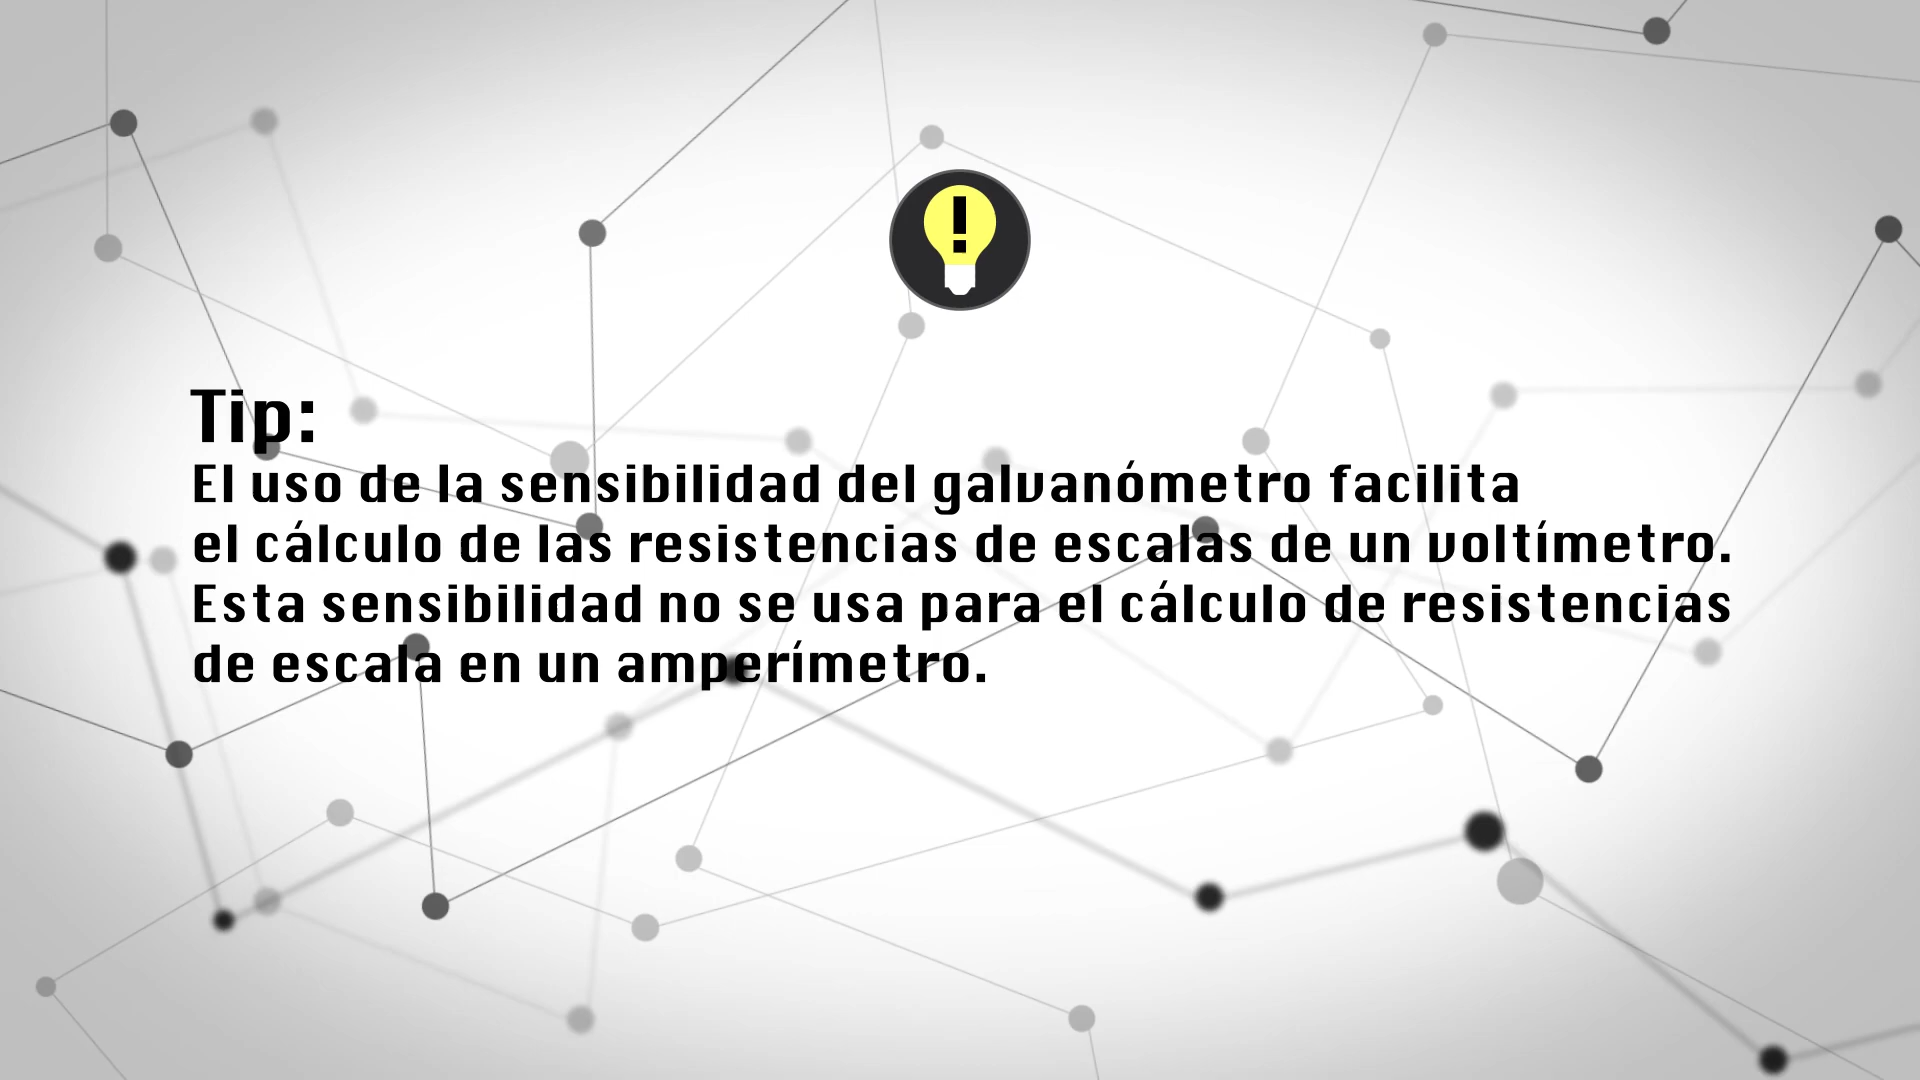 Tip:
El uso de la sensibilidad del galvanómetro facilita
el cálculo de las resistencias de escalas de un voltímetro.
Esta sensibilidad no se usa para el cálculo de resistencias
de escala en un amperímetro.